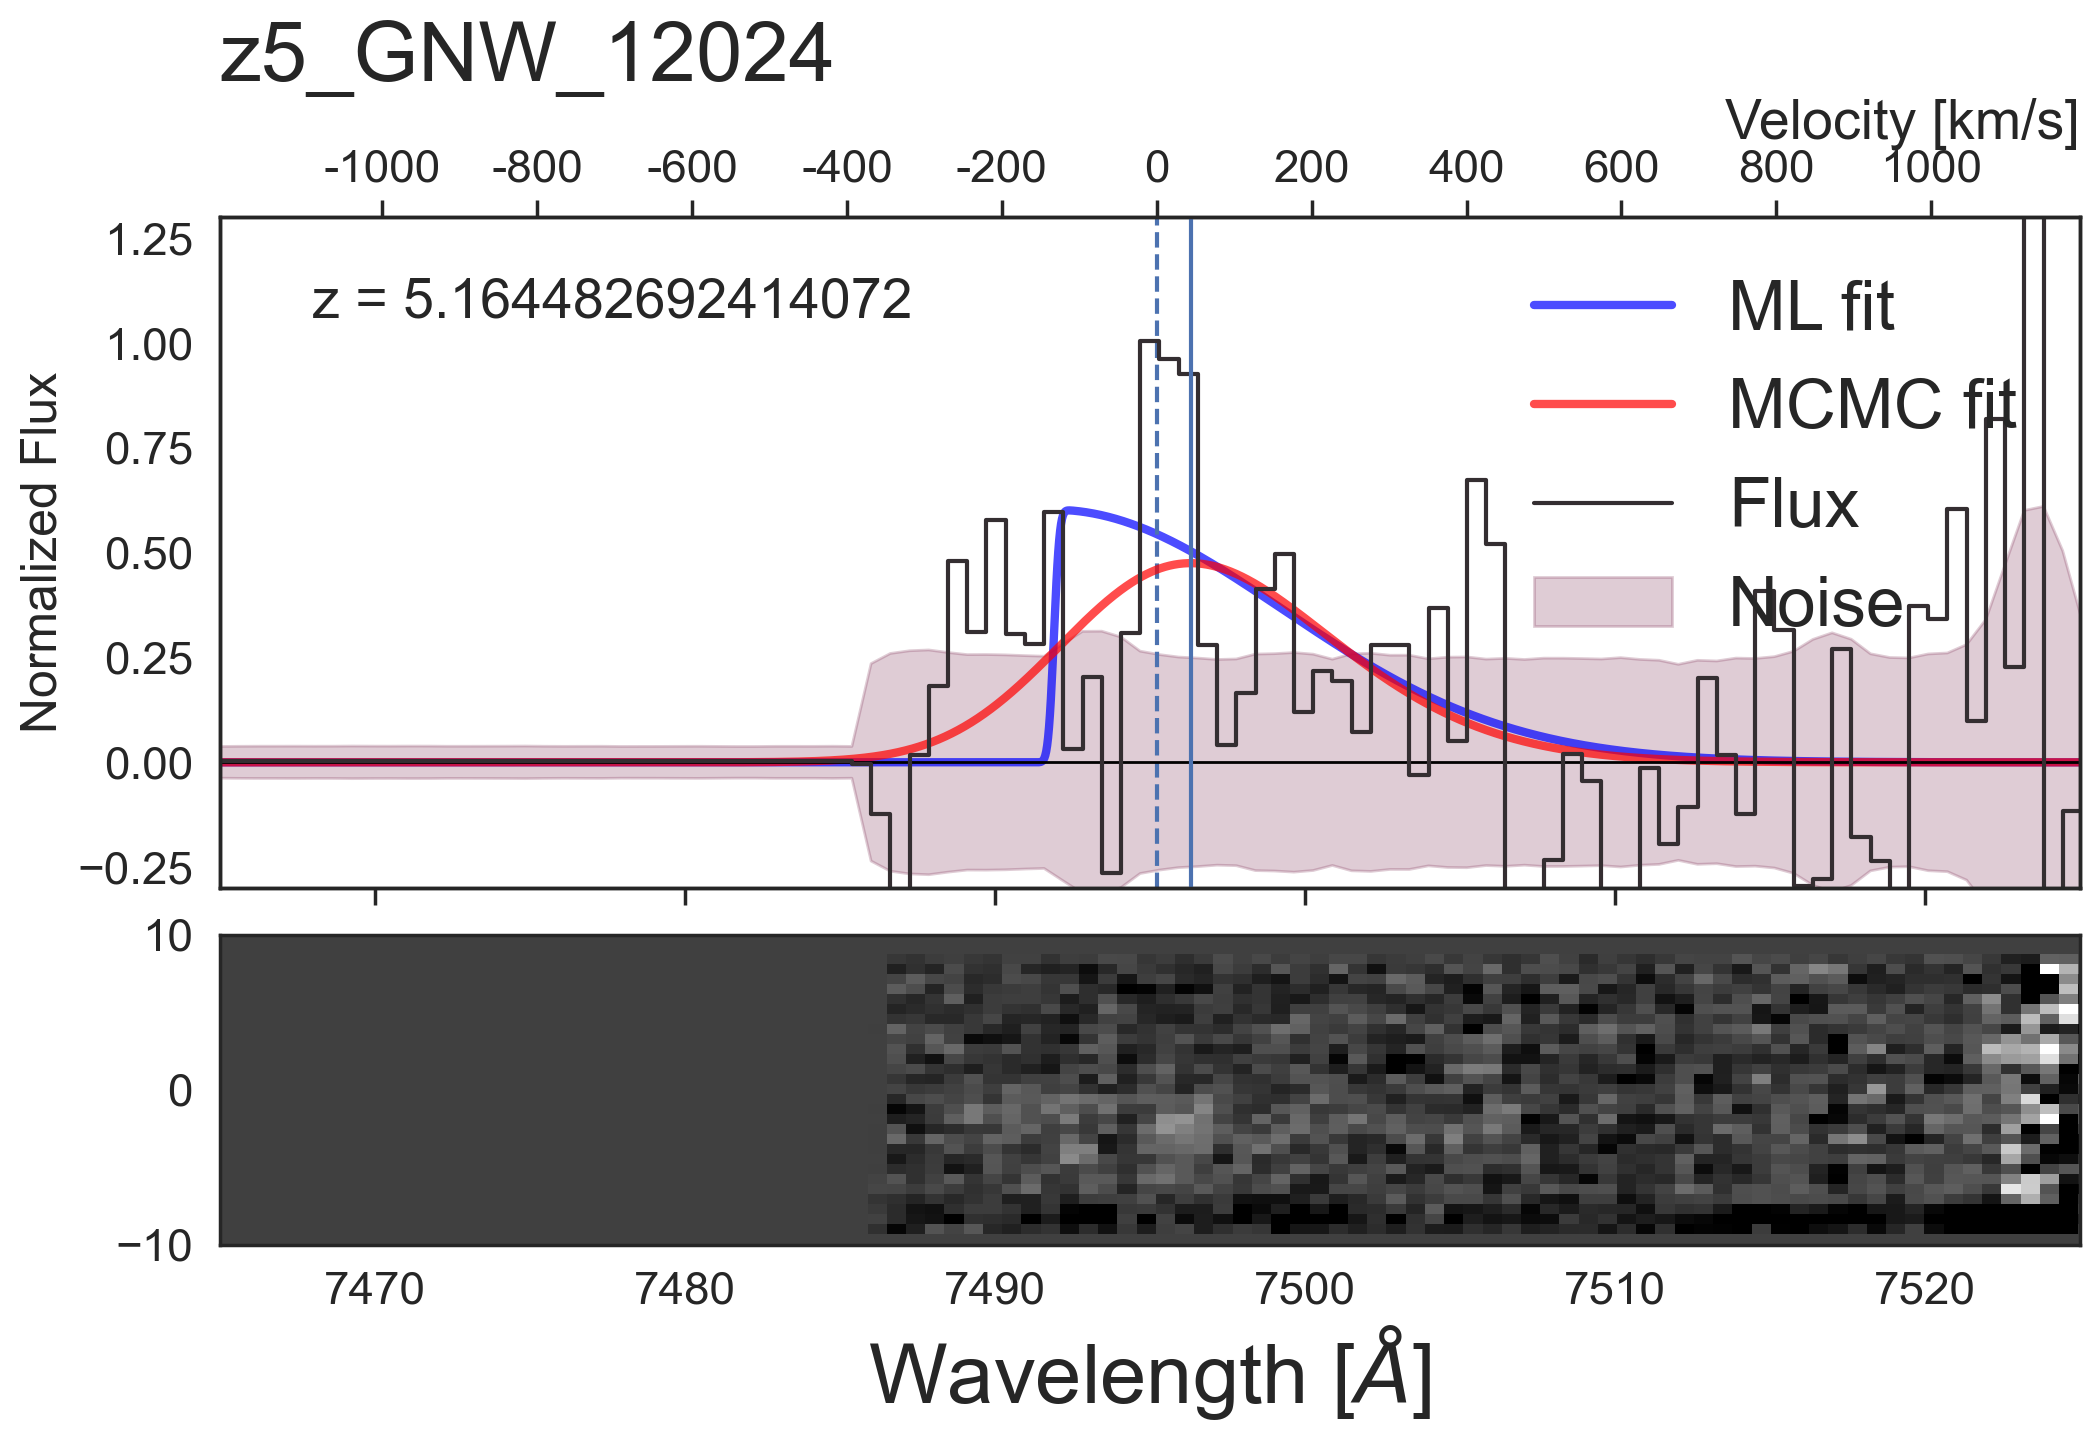 z5_GNW_12024
Velocity [km/s]
-1000 -800 -600 -400 -200 0 200 400 600 800 1000
1.25
1.00
0.75
0.50
0.25
0.00
−0.25
Normalized Flux
z = 5.164482692414072
ML fit
MCMC fit
Flux
Noise
10
0
−10
7470 7480 7490 7500 7510 7520
Wavelength [Å]